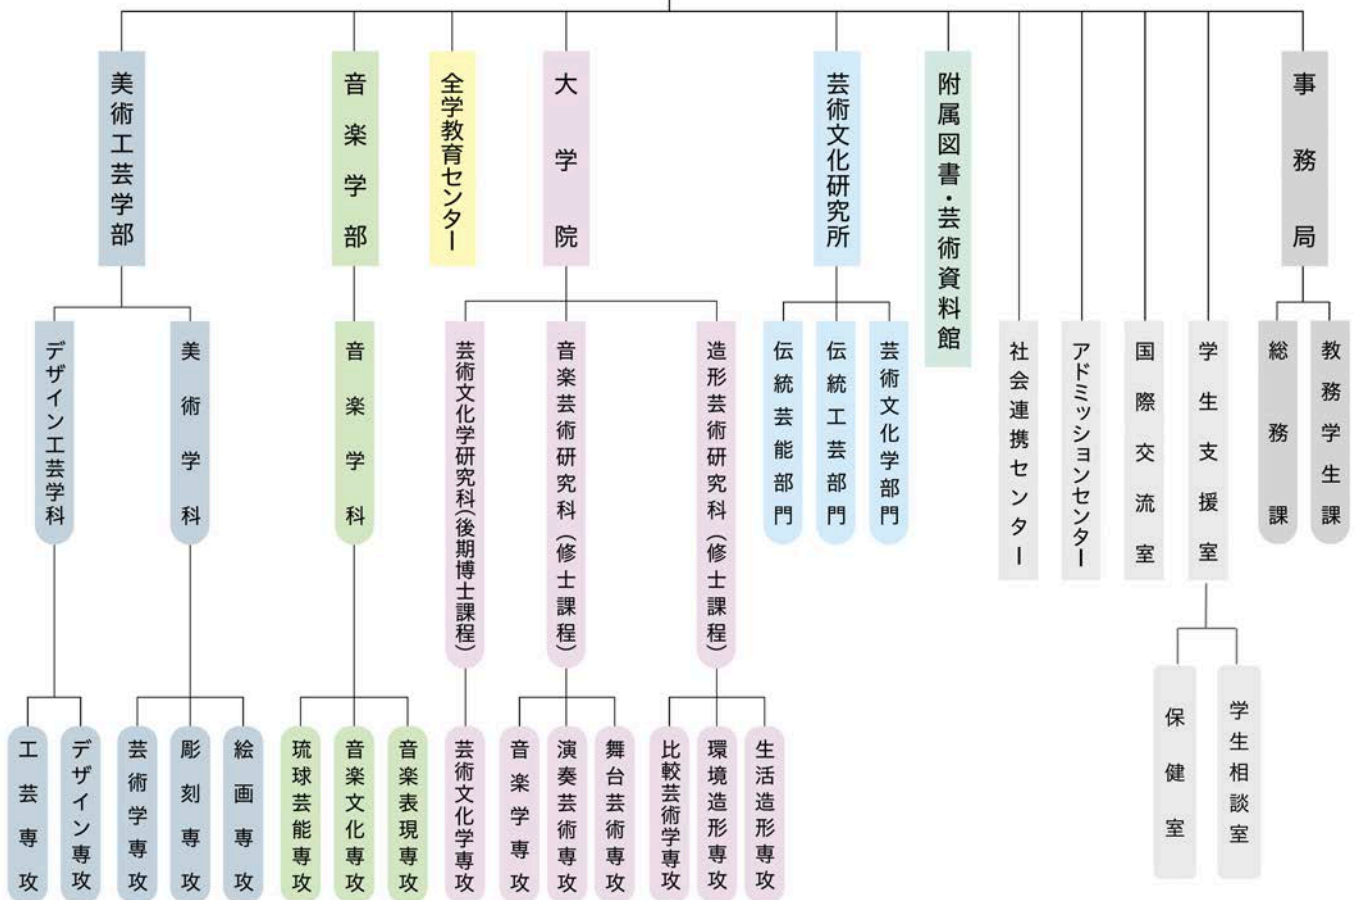 美術工芸学部
音楽学部
全学教育センター
大学院
芸術文化研究所
附属図書・芸術資料館
事務局
デザイン工芸学科
美術学科
音楽学科
芸術文化学研究科(後期博士課程)
音楽芸術研究科(修士課程)
造形芸術研究科(修士課程)
伝統芸能部門
伝統工芸部門
芸術文化学部門
社会連携センター
アドミッションセンター
国際交流室
学生支援室
総務課
教務学生課
工芸専攻
デザイン専攻
芸術学専攻
彫刻専攻
絵画専攻
琉球芸能専攻
音楽文化専攻
音楽表現専攻
芸術文化学専攻
音楽学専攻
演奏芸術専攻
舞台芸術専攻
比較芸術学専攻
環境造形専攻
生活造形専攻
保健室
学生相談室